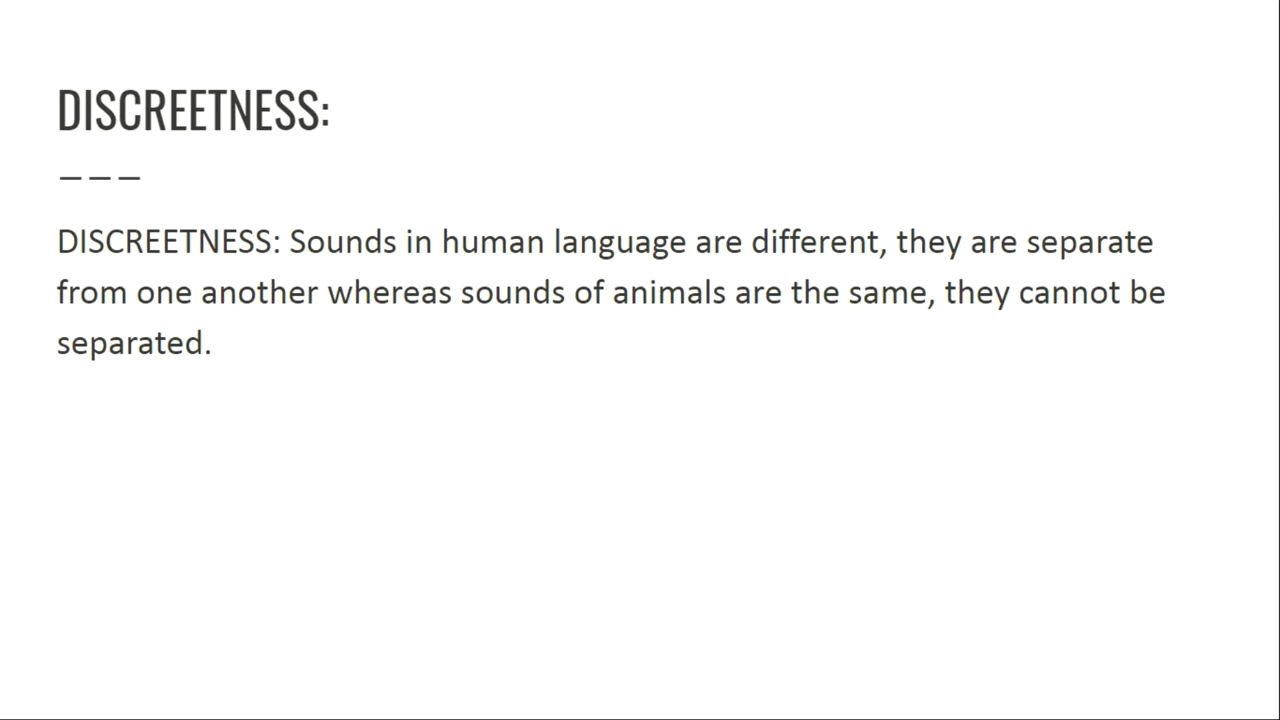 DISCREETNESS:
DISCREETNESS: Sounds in human language are different, they are separate
from one another whereas sounds of animals are the same, they cannot be
separated.